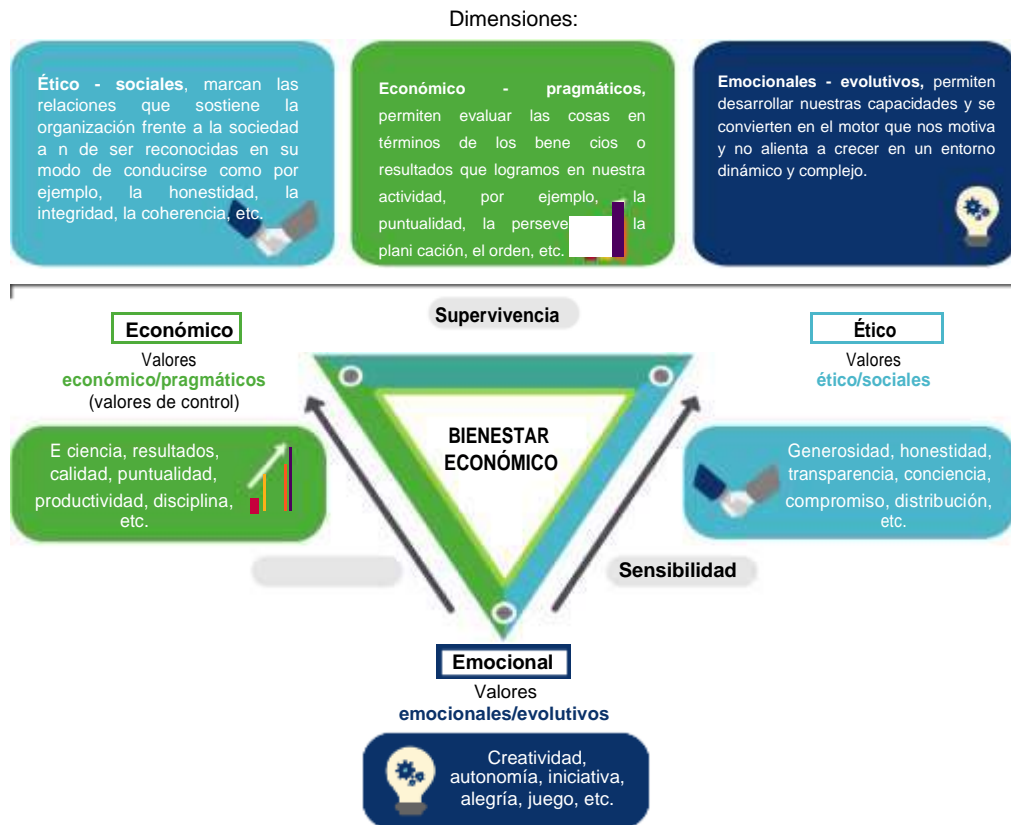 Dimensiones:
Ético - sociales, marcan las
relaciones que sostiene la
organización frente a la sociedad
a n de ser reconocidas en su
modo de conducirse como por
ejemplo, la honestidad, la
integridad, la coherencia, etc.
Económico - pragmáticos,
permiten evaluar las cosas en
términos de los bene cios o
resultados que logramos en nuestra
actividad, por ejemplo, la
puntualidad, la perseve la
plani cación, el orden, etc.
Emocionales - evolutivos, permiten
desarrollar nuestras capacidades y se
convierten en el motor que nos motiva
y no alienta a crecer en un entorno
dinámico y complejo.
Supervivencia
Económico
Valores
económico/pragmáticos
(valores de control)
E ciencia, resultados,
calidad, puntualidad,
productividad, disciplina,
etc.
BIENESTAR
ECONÓMICO
Ético
Valores
ético/sociales
Generosidad, honestidad,
transparencia, conciencia,
compromiso, distribución,
etc.
Sensibilidad
Emocional
Valores
emocionales/evolutivos
Creatividad,
autonomía, iniciativa,
alegría, juego, etc.